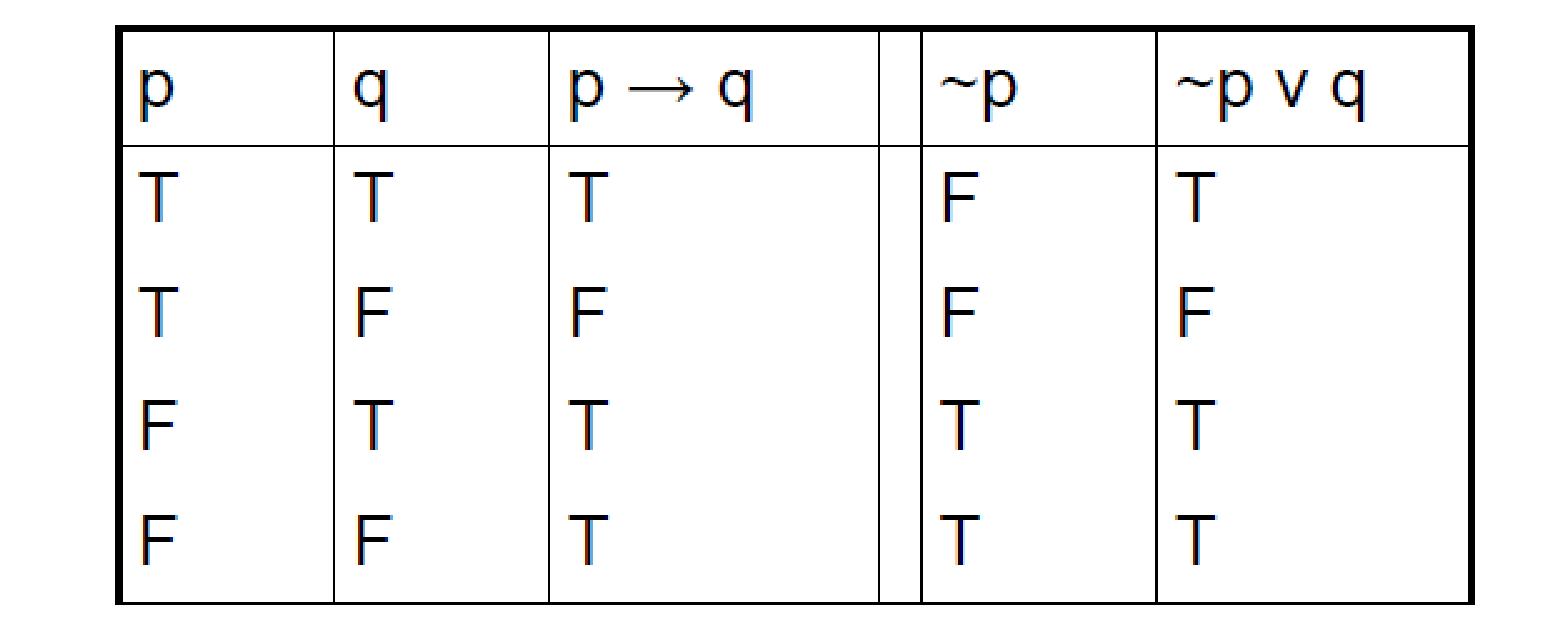 p q p → q ~p ~p v q
T T T F T
T F F F F
F T T T T
F F T T T